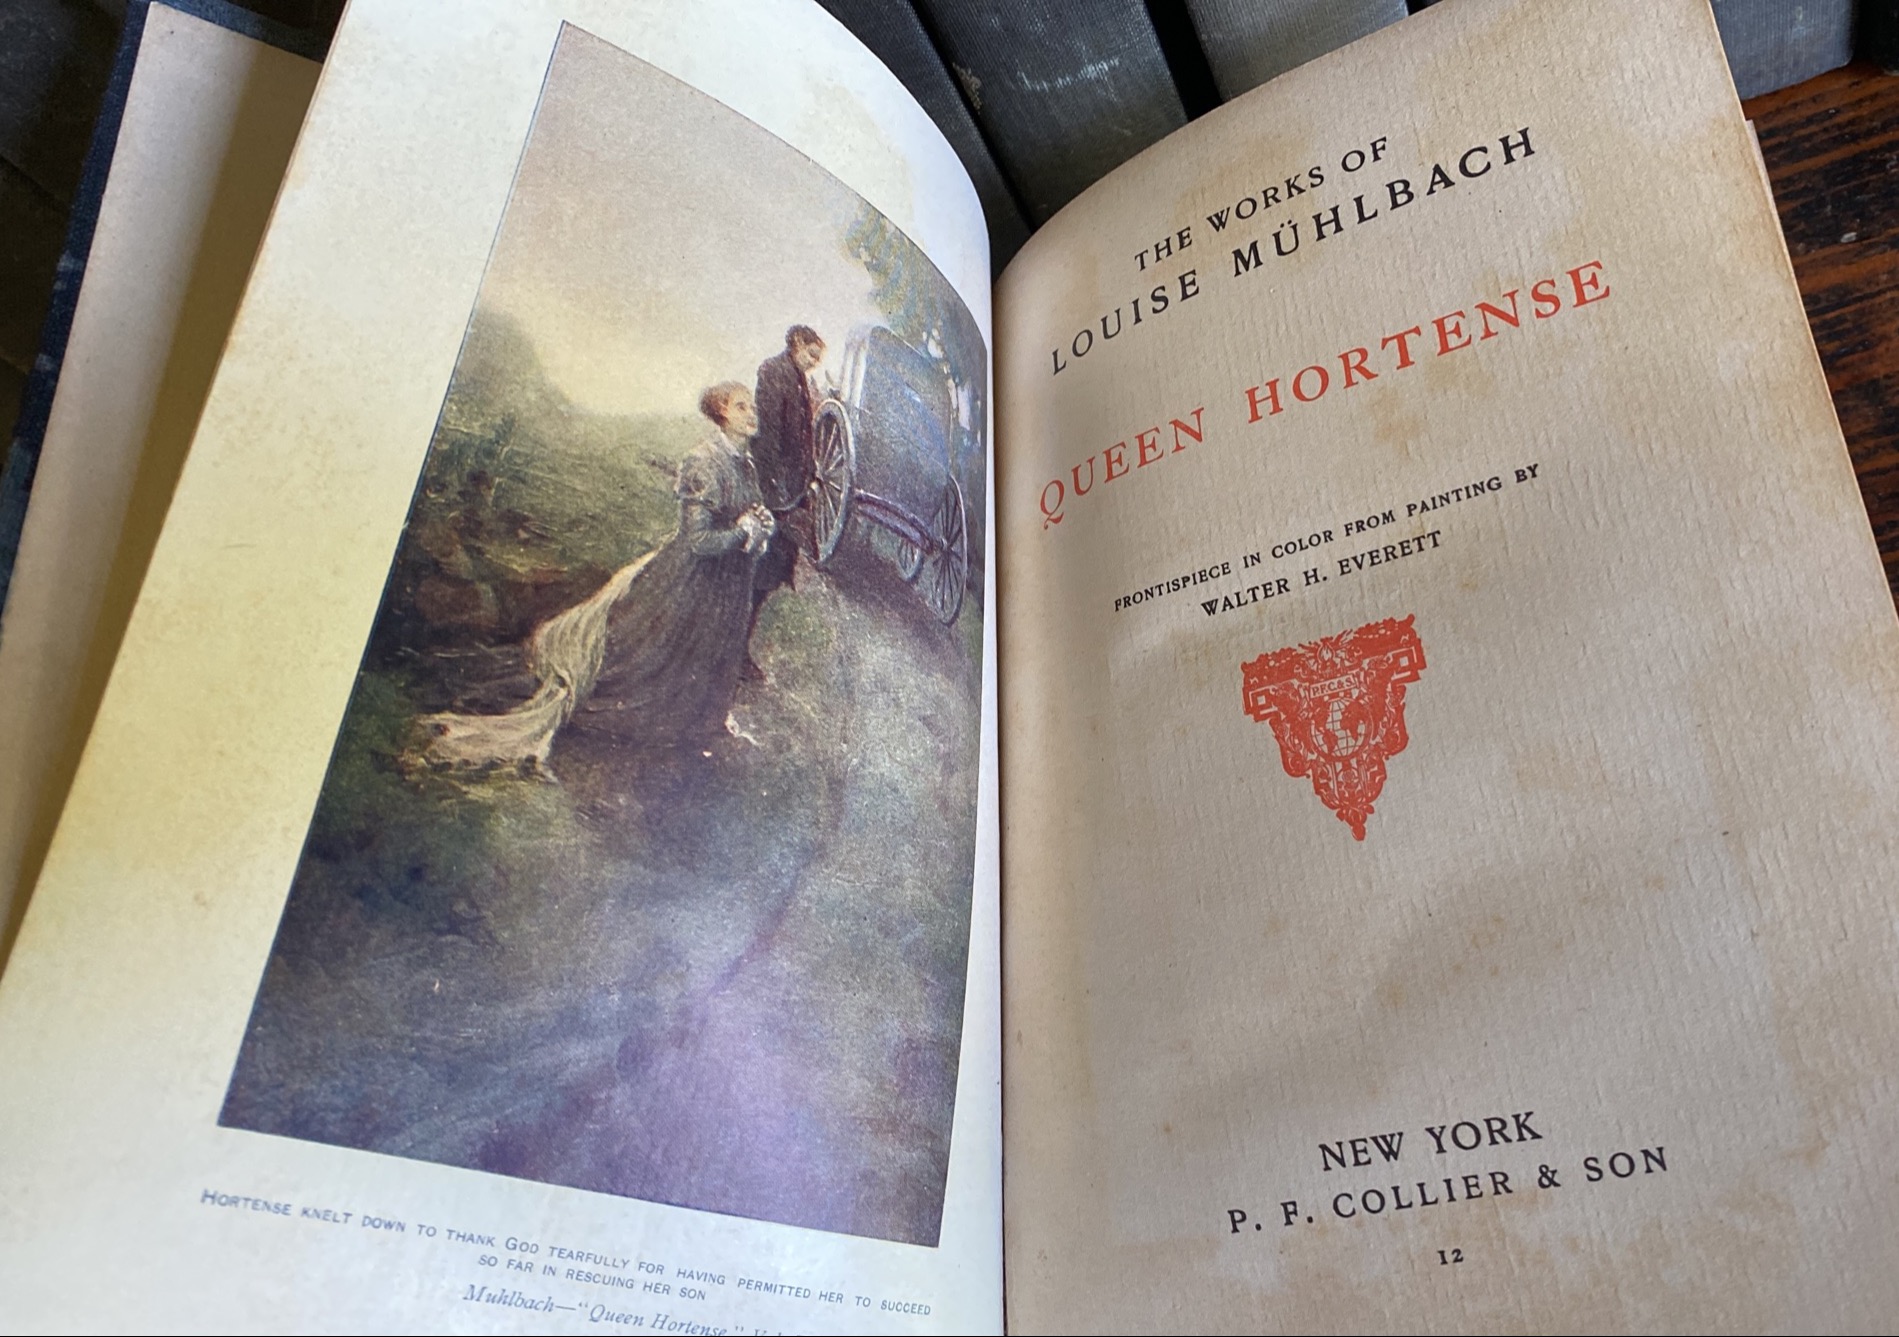 HORTENSE KNELT DOWN TO THANK GOD TEARFULLY FOR HAVING PERMITTED HER TO SUCCEED
SO FAR IN RESCUING HER SON
Muhlbach—"Queen Hortense,"
THE WORKS OF
LOUISE MÜHLBACH
QUEEN HORTENSE
FRONTISPIECE IN COLOR FROM PAINTING BY
WALTER H. EVERETT
P.F.C.&S.
NEW YORK
P. F. COLLIER & SON
12